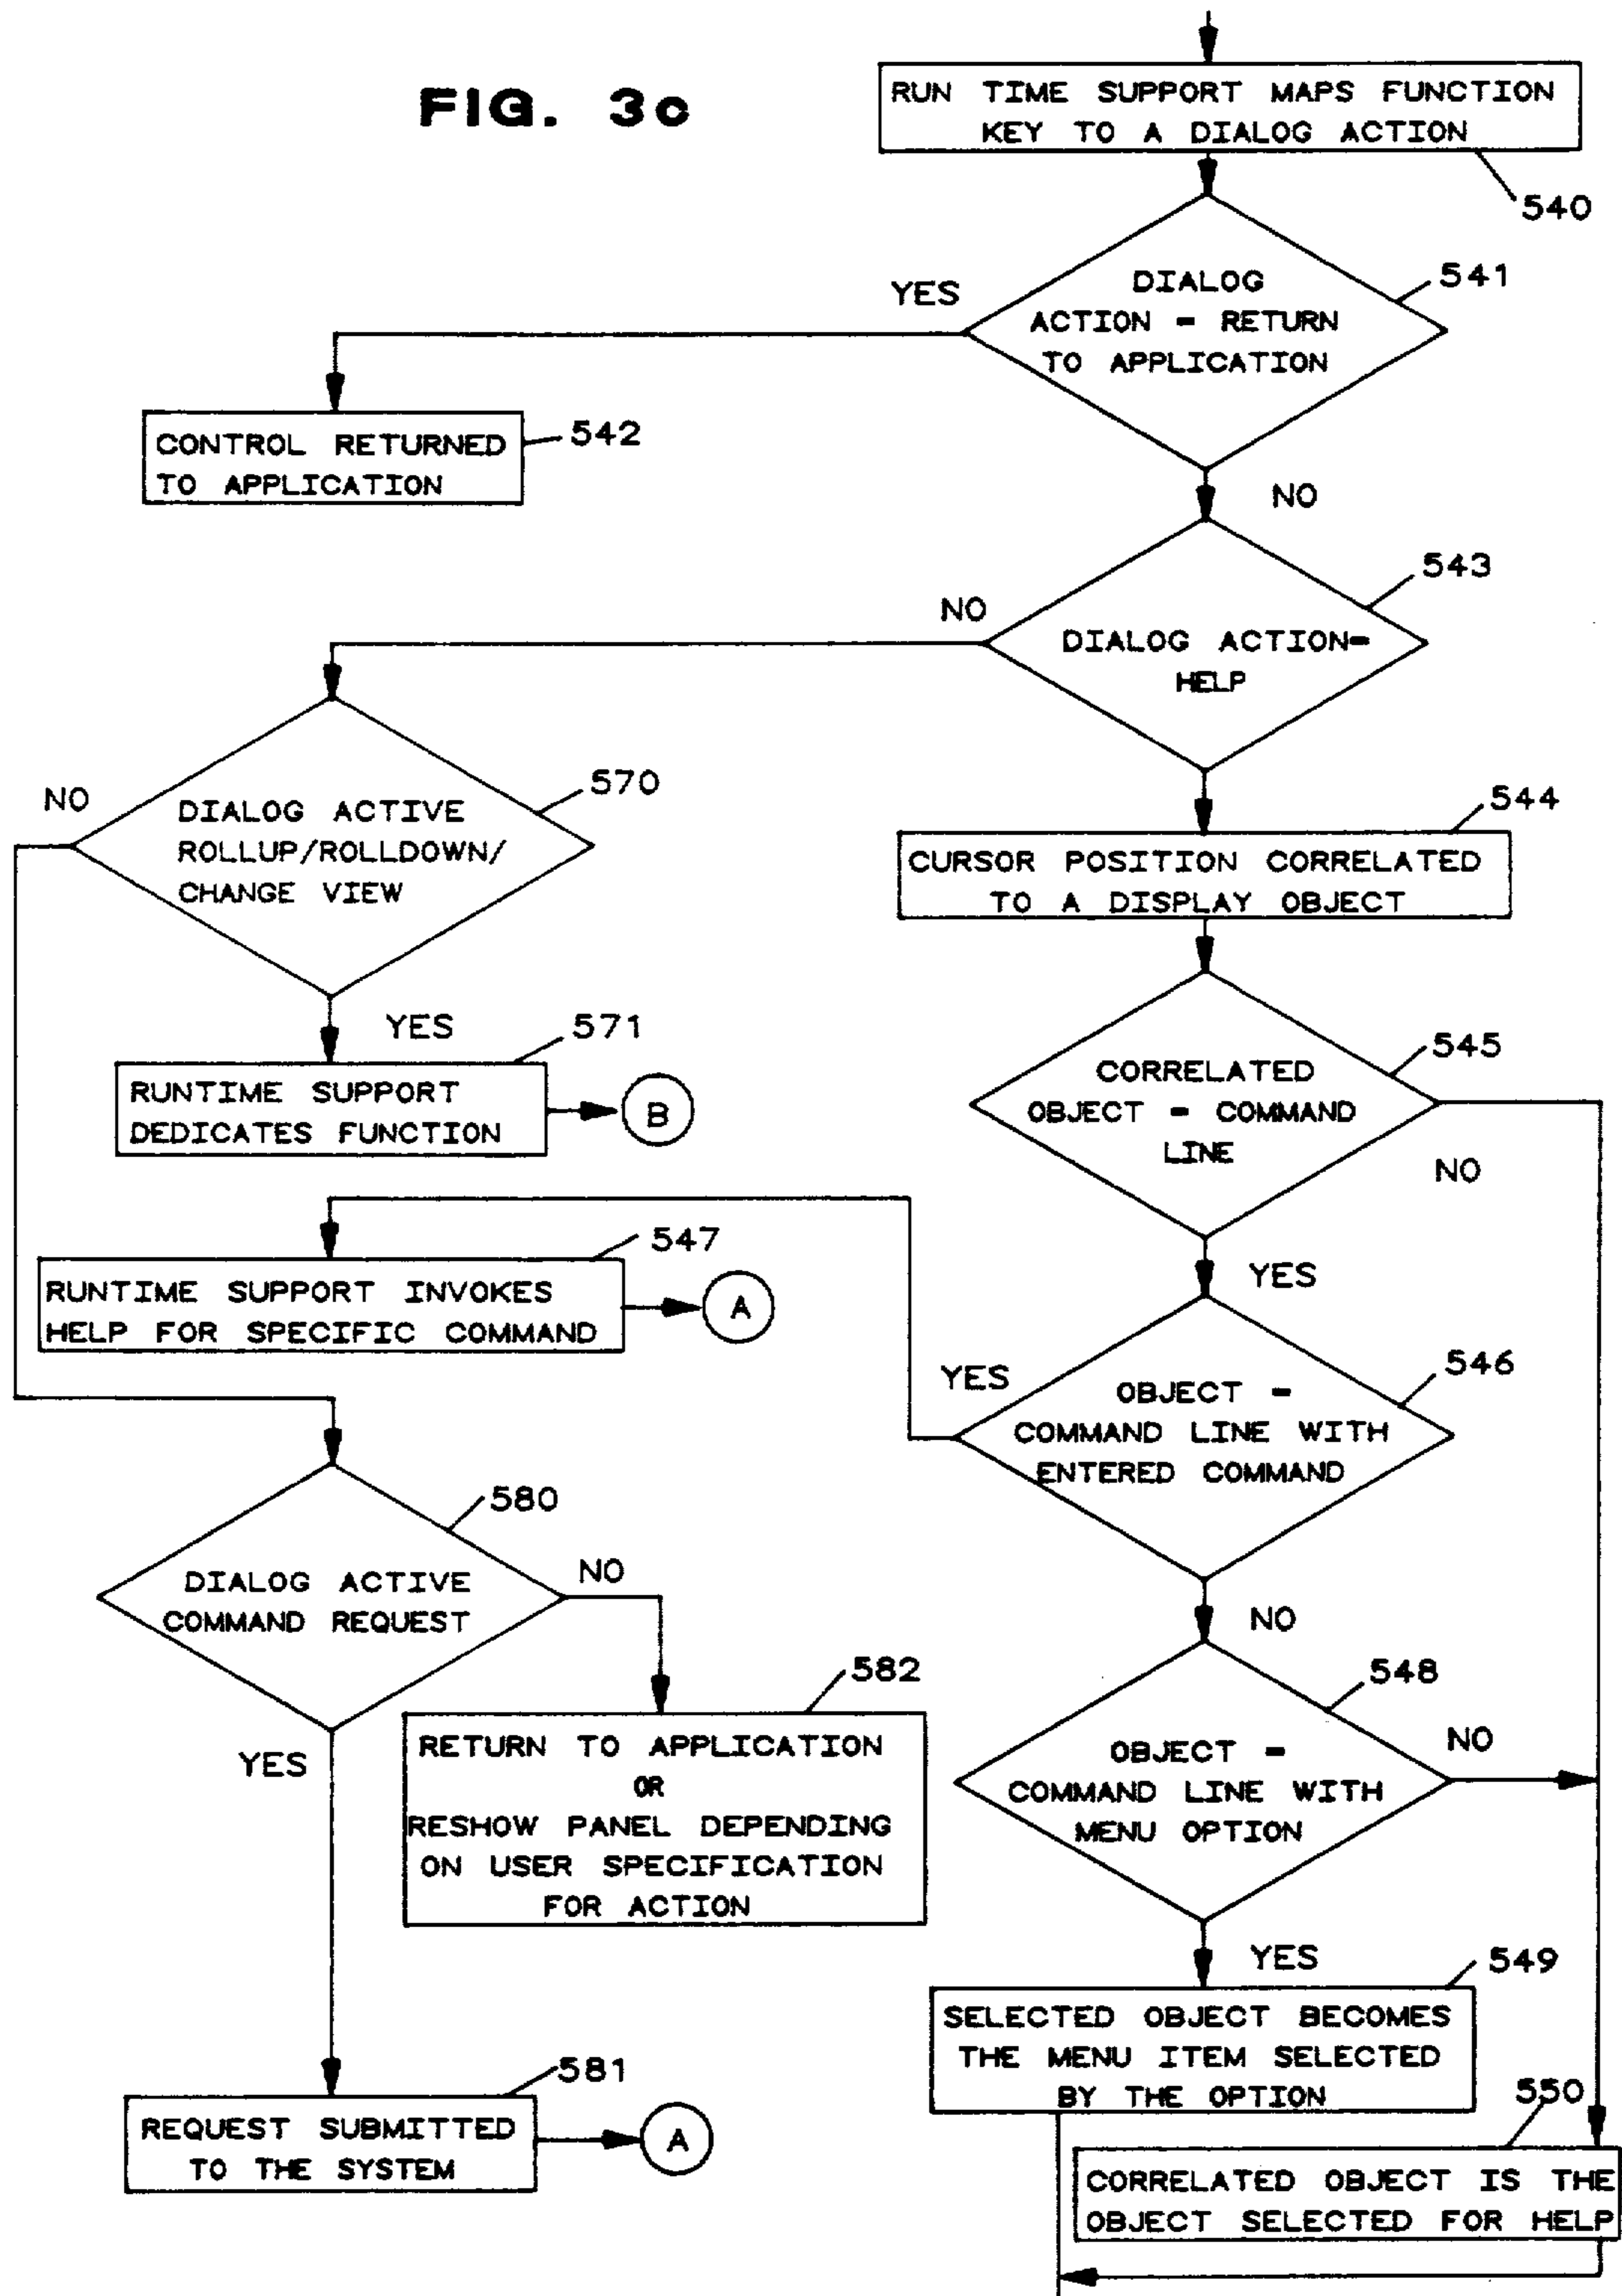 FIG. 3c
RUN TIME SUPPORT MAPS FUNCTION
KEY TO A DIALOG ACTION
540
DIALOG
ACTION = RETURN
TO APPLICATION
541
YES
CONTROL RETURNED
TO APPLICATION
542
NO
DIALOG ACTION=
HELP
543
NO
DIALOG ACTIVE
ROLLUP/ROLLDOWN/
CHANGE VIEW
570
NO
CURSOR POSITION CORRELATED
TO A DISPLAY OBJECT
544
YES
RUNTIME SUPPORT
DEDICATES FUNCTION
571
B
CORRELATED
OBJECT = COMMAND
LINE
545
NO
YES
RUNTIME SUPPORT INVOKES
HELP FOR SPECIFIC COMMAND
547
A
YES
OBJECT =
COMMAND LINE WITH
ENTERED COMMAND
546
NO
DIALOG ACTIVE
COMMAND REQUEST
580
NO
RETURN TO APPLICATION
OR
RESHOW PANEL DEPENDING
ON USER SPECIFICATION
FOR ACTION
582
YES
OBJECT =
COMMAND LINE WITH
MENU OPTION
548
NO
YES
SELECTED OBJECT BECOMES
THE MENU ITEM SELECTED
BY THE OPTION
549
REQUEST SUBMITTED
TO THE SYSTEM
581
A
550
CORRELATED OBJECT IS THE
OBJECT SELECTED FOR HELP